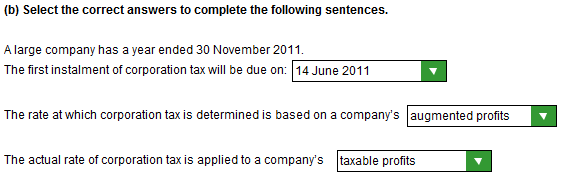 (b) Select the correct answers to complete the following sentences.
A large company has a year ended 30 November 2011.
The first instalment of corporation tax will be due on: 14 June 2011
The rate at which corporation tax is determined is based on a company's augmented profits
The actual rate of corporation tax is applied to a company's taxable profits